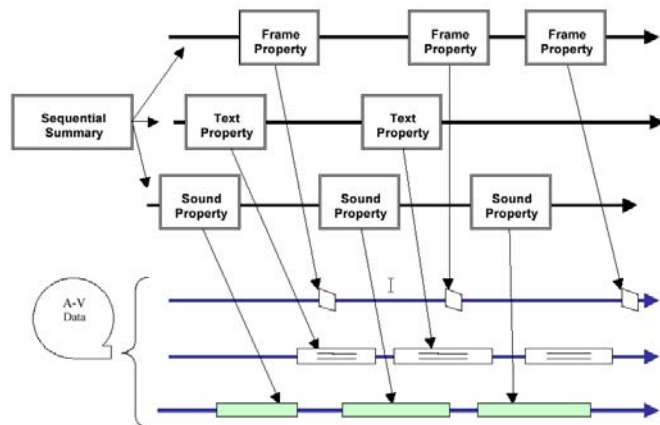 Frame
Property
Frame
Property
Frame
Property
Sequential
Summary
Text
Property
Text
Property
Sound
Property
Sound
Property
Sound
Property
A-V
Data